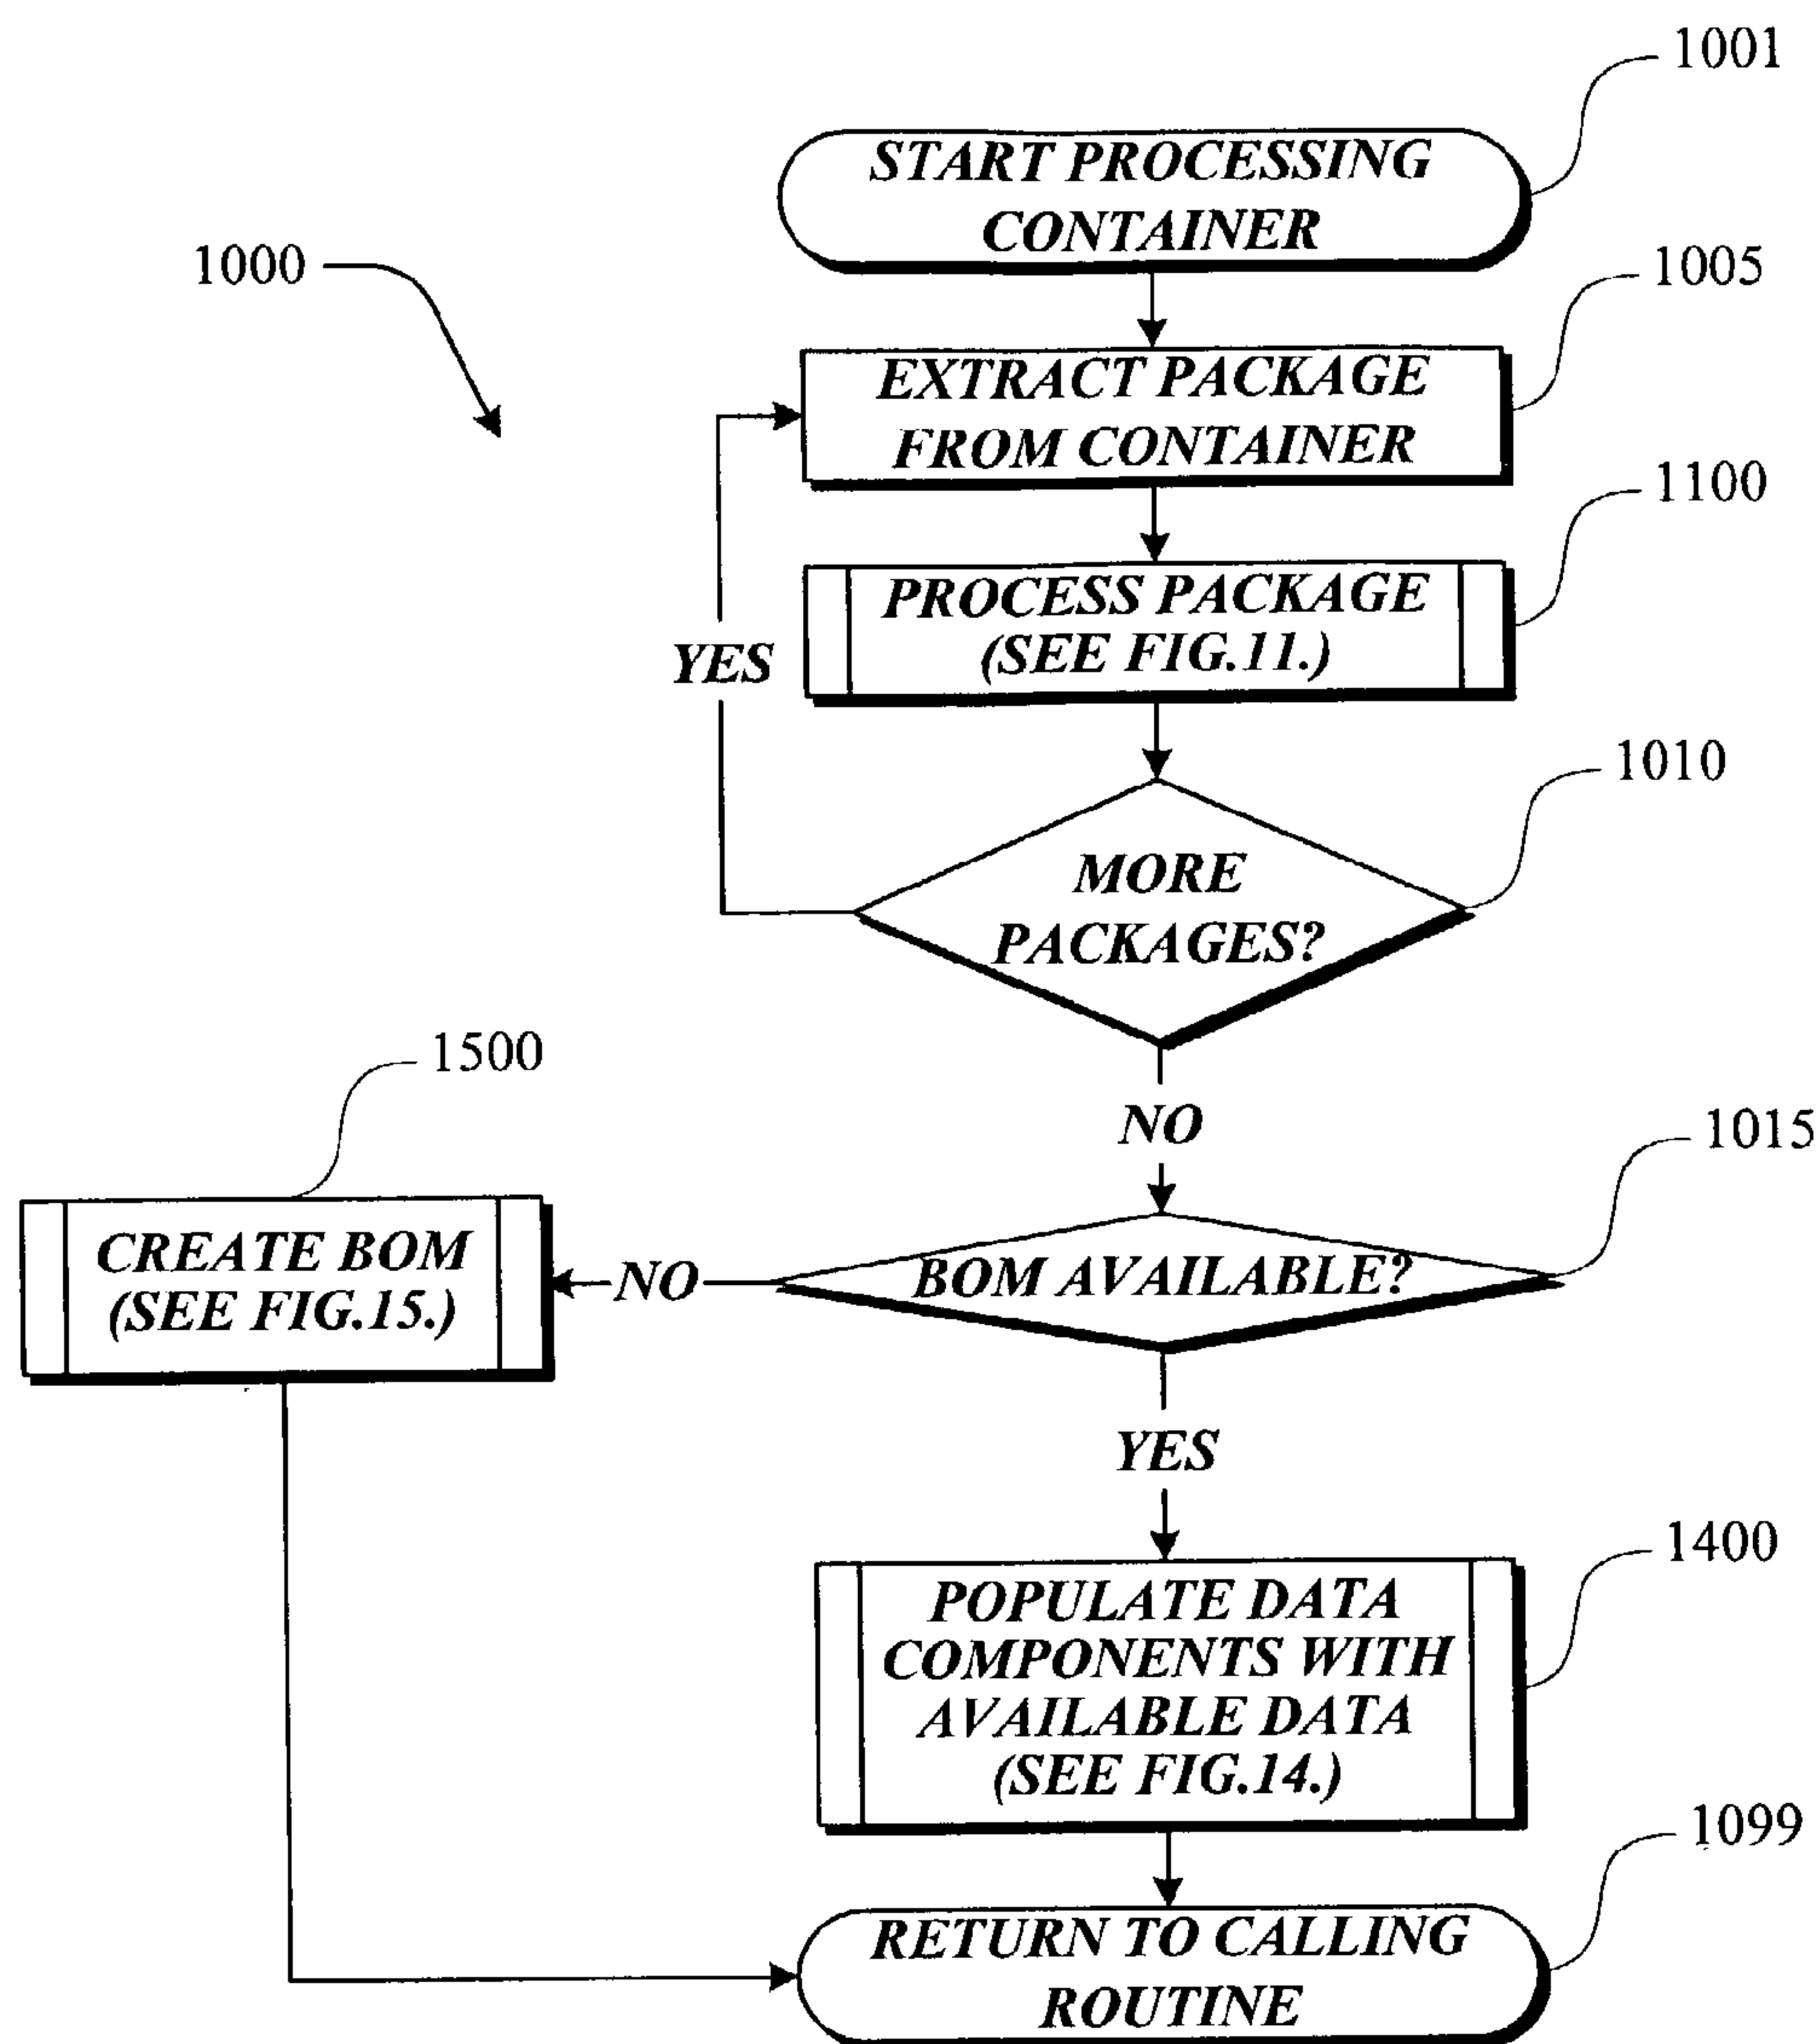 1001
START PROCESSING
CONTAINER
1000
1005
EXTRACT PACKAGE
FROM CONTAINER
1100
PROCESS PACKAGE
(SEE FIG.11.)
YES
1010
MORE
PACKAGES?
1500
NO
1015
CREATE BOM
(SEE FIG.15.)
NO
BOM AVAILABLE?
YES
1400
POPULATE DATA
COMPONENTS WITH
AVAILABLE DATA
(SEE FIG.14.)
1099
RETURN TO CALLING
ROUTINE